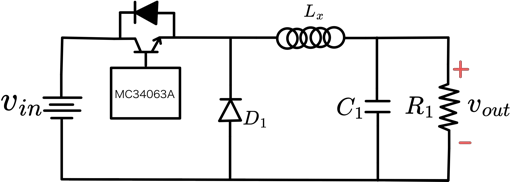 L_x
MC34063A
v_in
D_1
C_1
R_1
+
v_out
−